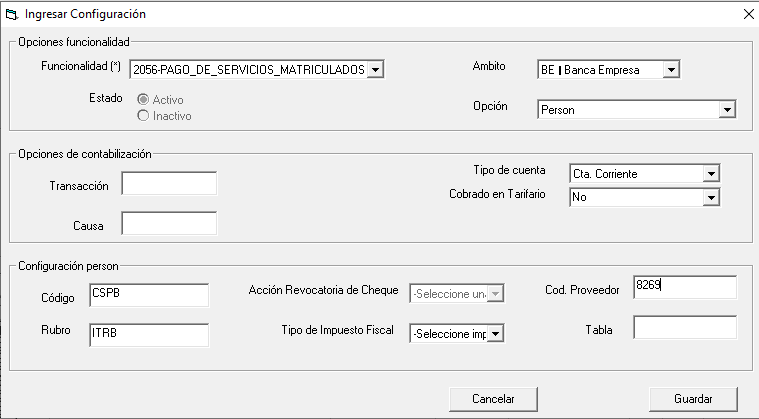 Ingresar Configuración
Opciones funcionalidad
Funcionalidad (*) 2056-PAGO_DE_SERVICIOS_MATRICULADOS
Ambito BE | Banca Empresa
Estado Activo
Inactivo
Opción Person
Opciones de contabilización
Transacción
Tipo de cuenta Cta. Corriente
Cobrado en Tarifario No
Causa
Configuración person
Código CSPB
Acción Revocatoria de Cheque -Seleccione un
Cod. Proveedor 8269
Rubro ITRB
Tipo de Impuesto Fiscal -Seleccione imp
Tabla
Cancelar Guardar